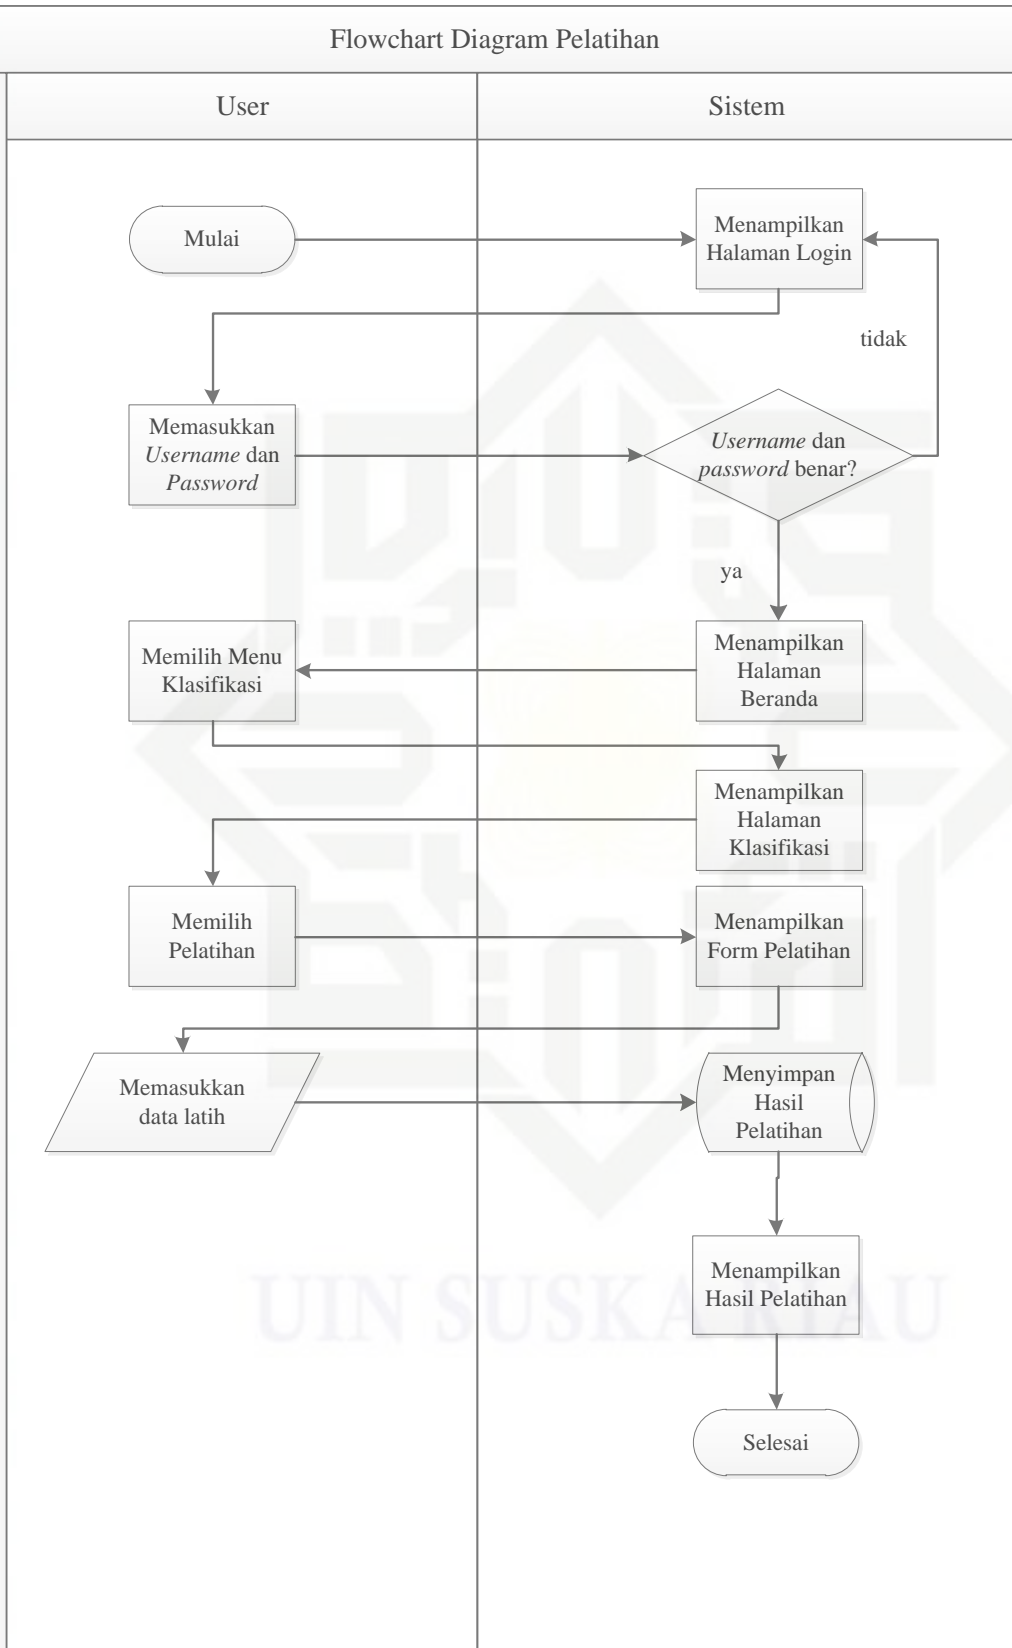 Flowchart Diagram Pelatihan
User
Sistem
Mulai
Menampilkan
Halaman Login
tidak
Memasukkan
Username dan
Password
Username dan
password benar?
ya
Menampilkan
Halaman
Beranda
Memilih Menu
Klasifikasi
Menampilkan
Halaman
Klasifikasi
Memilih
Pelatihan
Menampilkan
Form Pelatihan
Memasukkan
data latih
Menyimpan
Hasil
Pelatihan
Menampilkan
Hasil Pelatihan
UIN SUSKA RIAU
Selesai